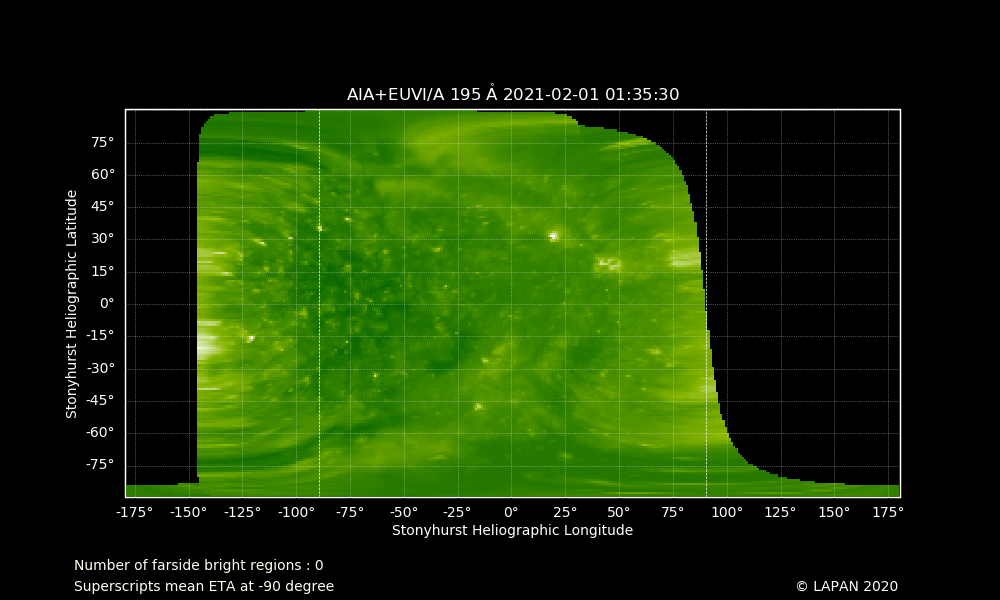 AIA+EUVI/A 195 Å 2021-02-01 01:35:30
Stonyhurst Heliographic Latitude
75°
60°
45°
30°
15°
0°
-15°
-30°
-45°
-60°
-75°
-175° -150° -125° -100° -75° -50° -25° 0° 25° 50° 75° 100° 125° 150° 175°
Stonyhurst Heliographic Longitude
Number of farside bright regions : 0
Superscripts mean ETA at -90 degree
© LAPAN 2020